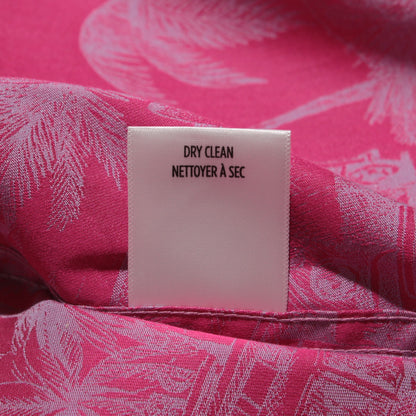 DRY CLEAN
NETTOYER À SEC